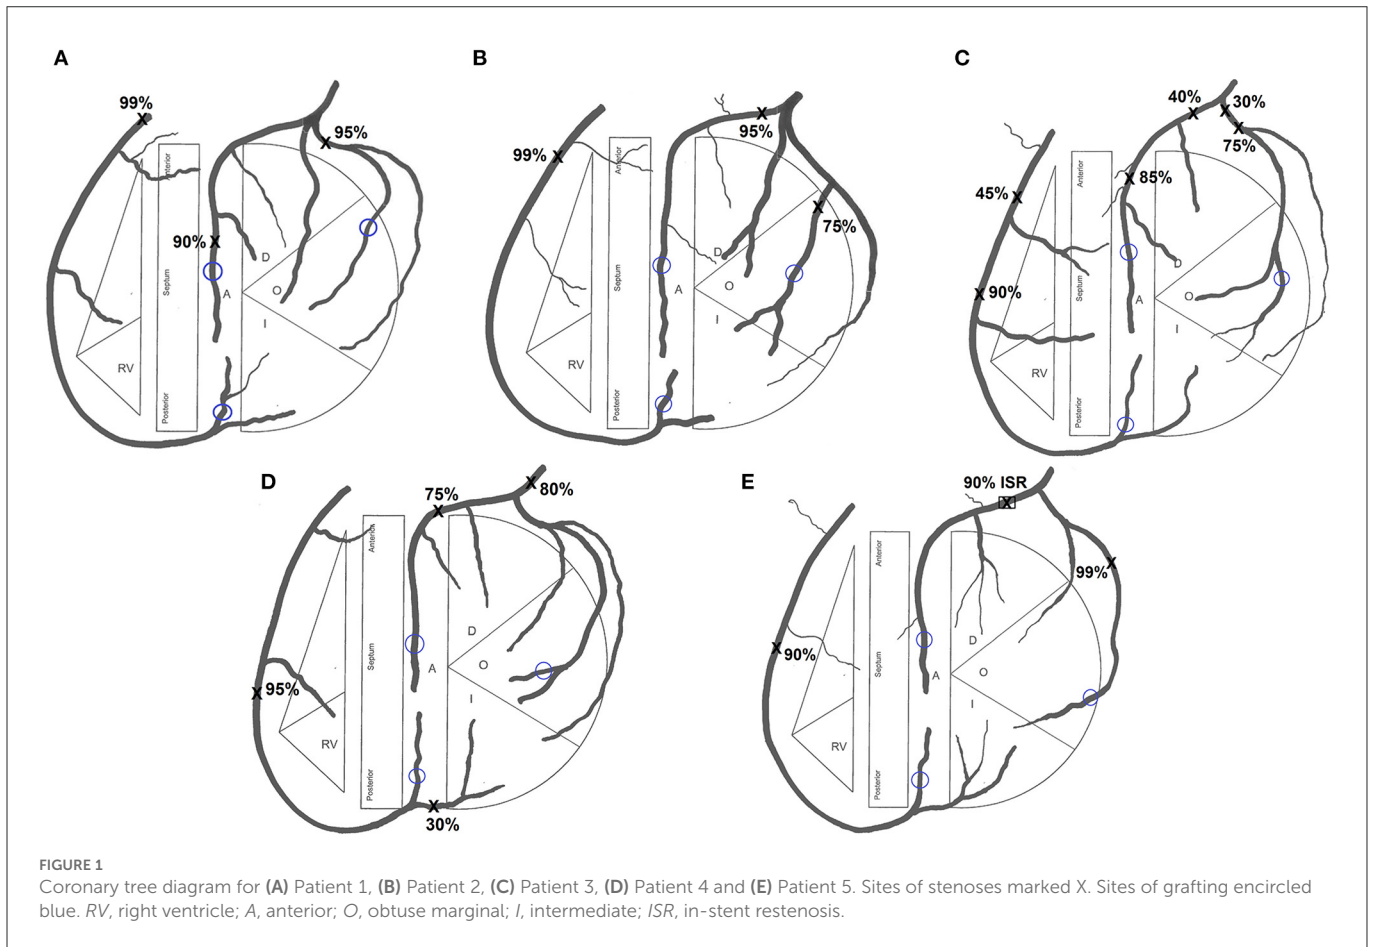 A
99%
X
95%
X
90%
X
Anterior
Septum
Posterior
RV
A
D
O
I
B
95%
X
99%
X
75%
X
Anterior
Septum
Posterior
RV
A
D
O
I
C
40%
X
30%
X
75%
X
85%
X
45%
X
90%
X
Anterior
Septum
Posterior
RV
A
D
O
I
D
75%
X
80%
X
95%
X
30%
X
Anterior
Septum
Posterior
RV
A
D
O
I
E
90% ISR
X
99%
X
90%
X
Anterior
Septum
Posterior
RV
A
D
O
I
FIGURE 1
Coronary tree diagram for (A) Patient 1, (B) Patient 2, (C) Patient 3, (D) Patient 4 and (E) Patient 5. Sites of stenoses marked X. Sites of grafting encircled
blue. RV, right ventricle; A, anterior; O, obtuse marginal; I, intermediate; ISR, in-stent restenosis.